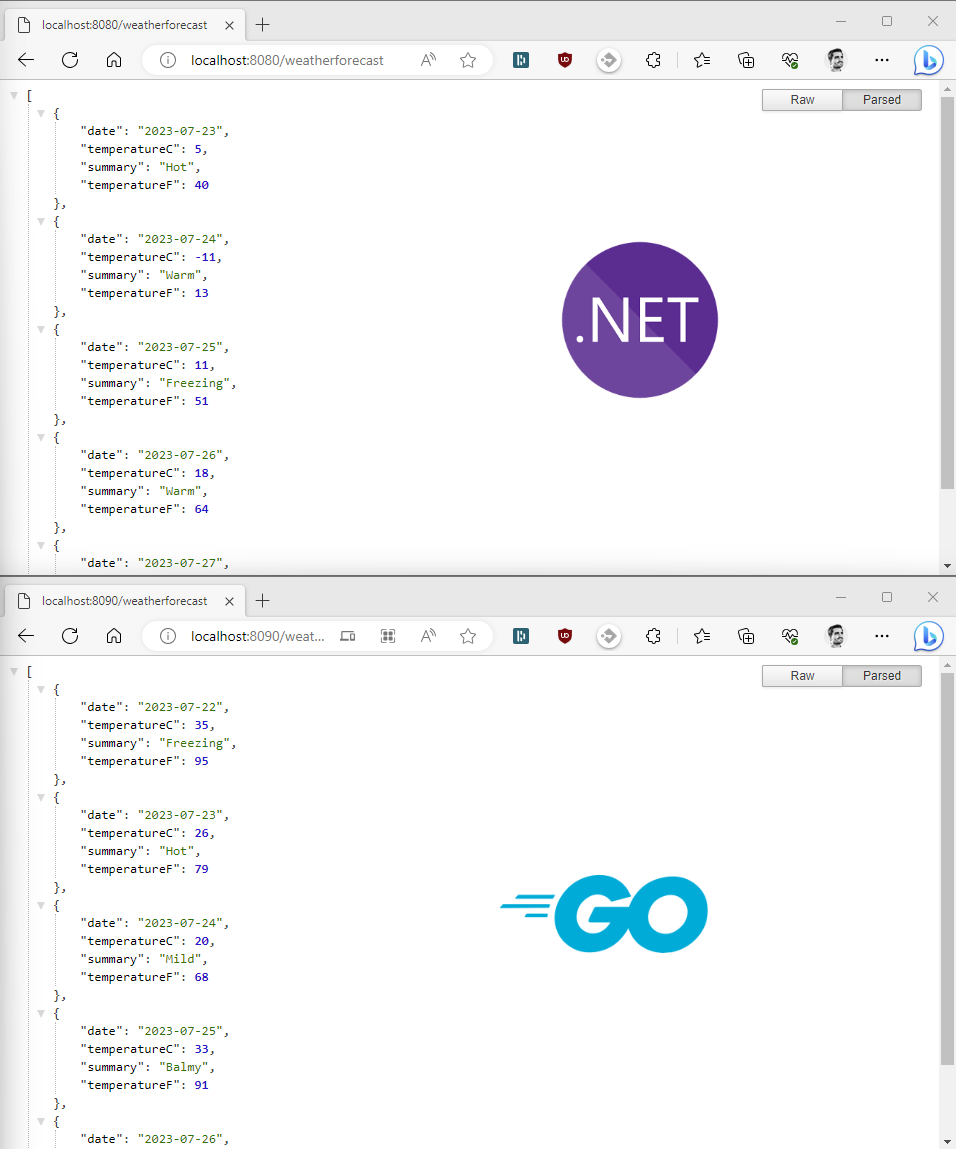 localhost:8080/weatherforecast
localhost:8080/weatherforecast
Raw Parsed
[
{
"date": "2023-07-23",
"temperatureC": 5,
"summary": "Hot",
"temperatureF": 40
},
{
"date": "2023-07-24",
"temperatureC": -11,
"summary": "Warm",
"temperatureF": 13
},
{
"date": "2023-07-25",
"temperatureC": 11,
"summary": "Freezing",
"temperatureF": 51
},
{
"date": "2023-07-26",
"temperatureC": 18,
"summary": "Warm",
"temperatureF": 64
},
{
"date": "2023-07-27",
.NET
localhost:8090/weatherforecast
localhost:8090/weat...
Raw Parsed
[
{
"date": "2023-07-22",
"temperatureC": 35,
"summary": "Freezing",
"temperatureF": 95
},
{
"date": "2023-07-23",
"temperatureC": 26,
"summary": "Hot",
"temperatureF": 79
},
{
"date": "2023-07-24",
"temperatureC": 20,
"summary": "Mild",
"temperatureF": 68
},
{
"date": "2023-07-25",
"temperatureC": 33,
"summary": "Balmy",
"temperatureF": 91
},
{
"date": "2023-07-26",
GO